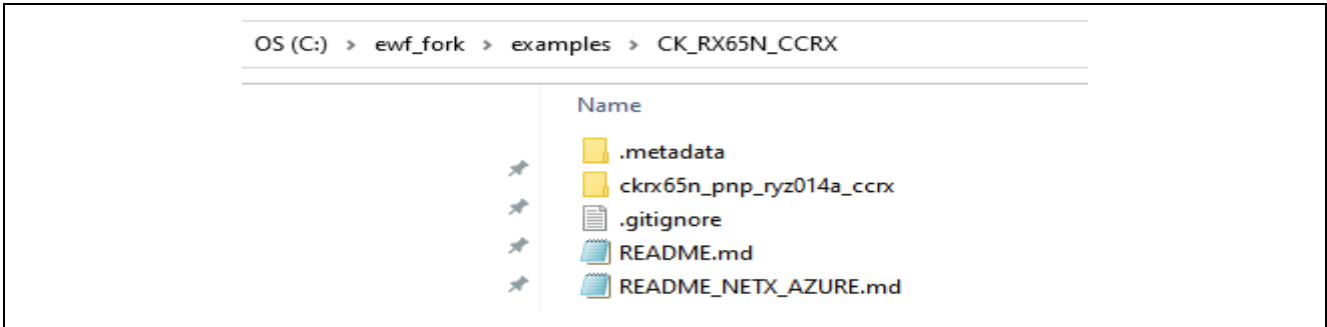 OS (C:) > ewf_fork > examples > CK_RX65N_CCRX
Name
.metadata
ckrx65n_pnp_ryz014a_ccrx
.gitignore
README.md
README_NETX_AZURE.md